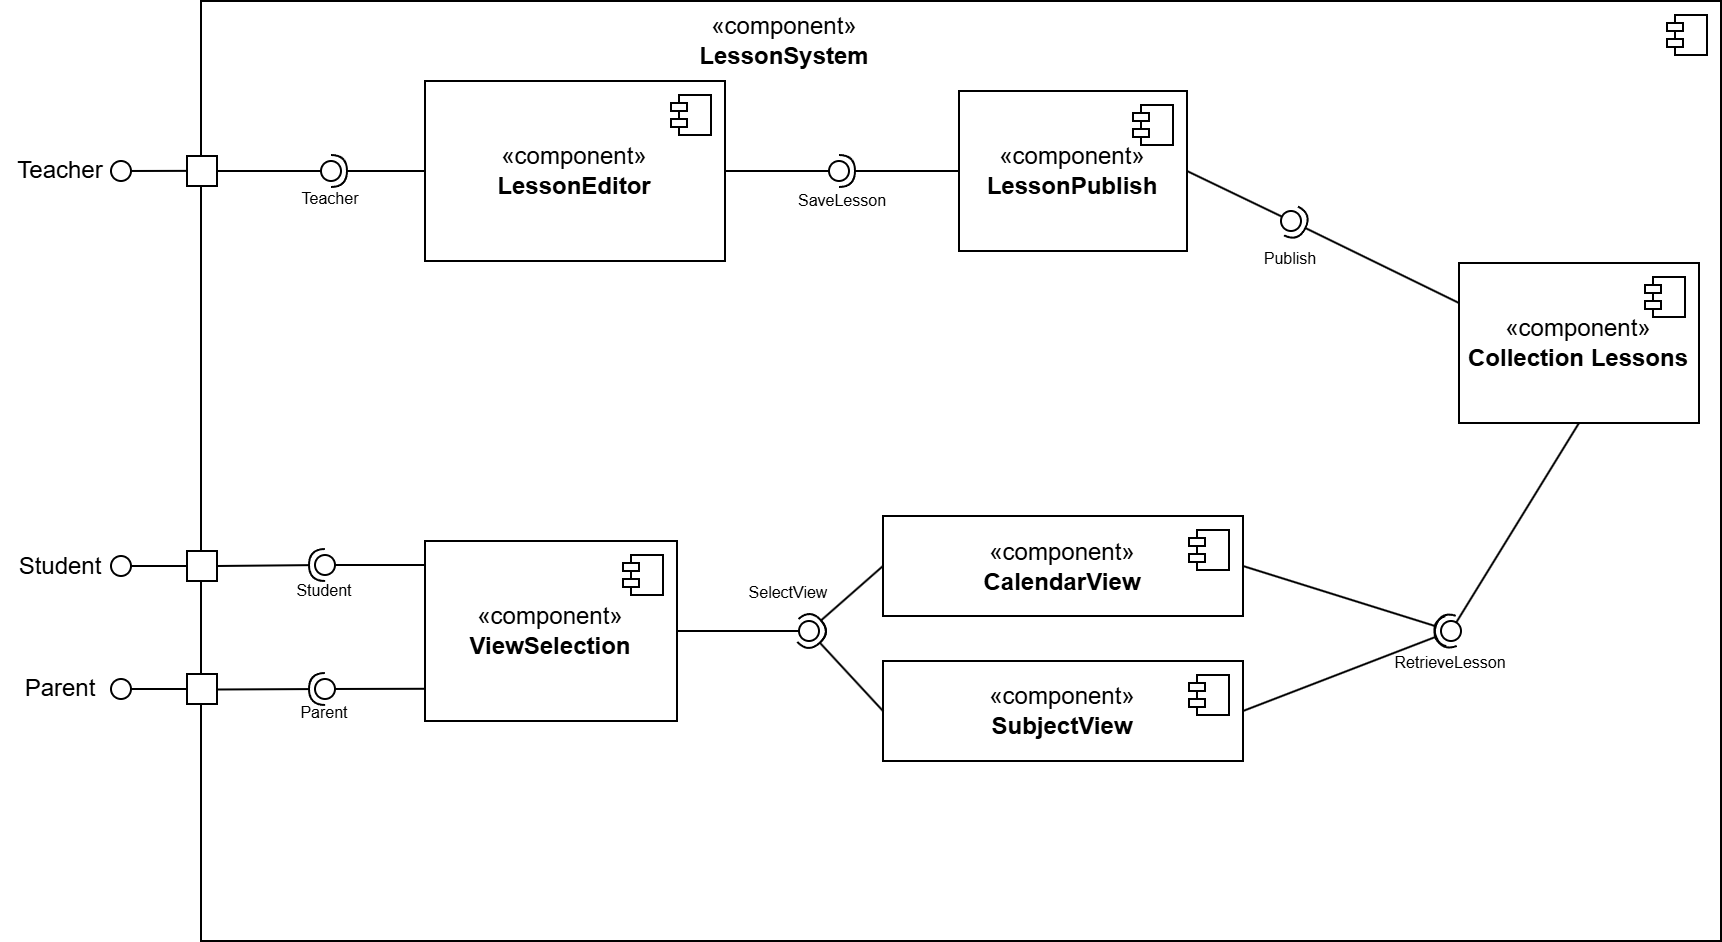 «component»
LessonSystem
Teacher
Teacher
«component»
LessonEditor
SaveLesson
«component»
LessonPublish
Publish
«component»
Collection Lessons
Student
Student
Parent
Parent
«component»
ViewSelection
SelectView
«component»
CalendarView
«component»
SubjectView
RetrieveLesson